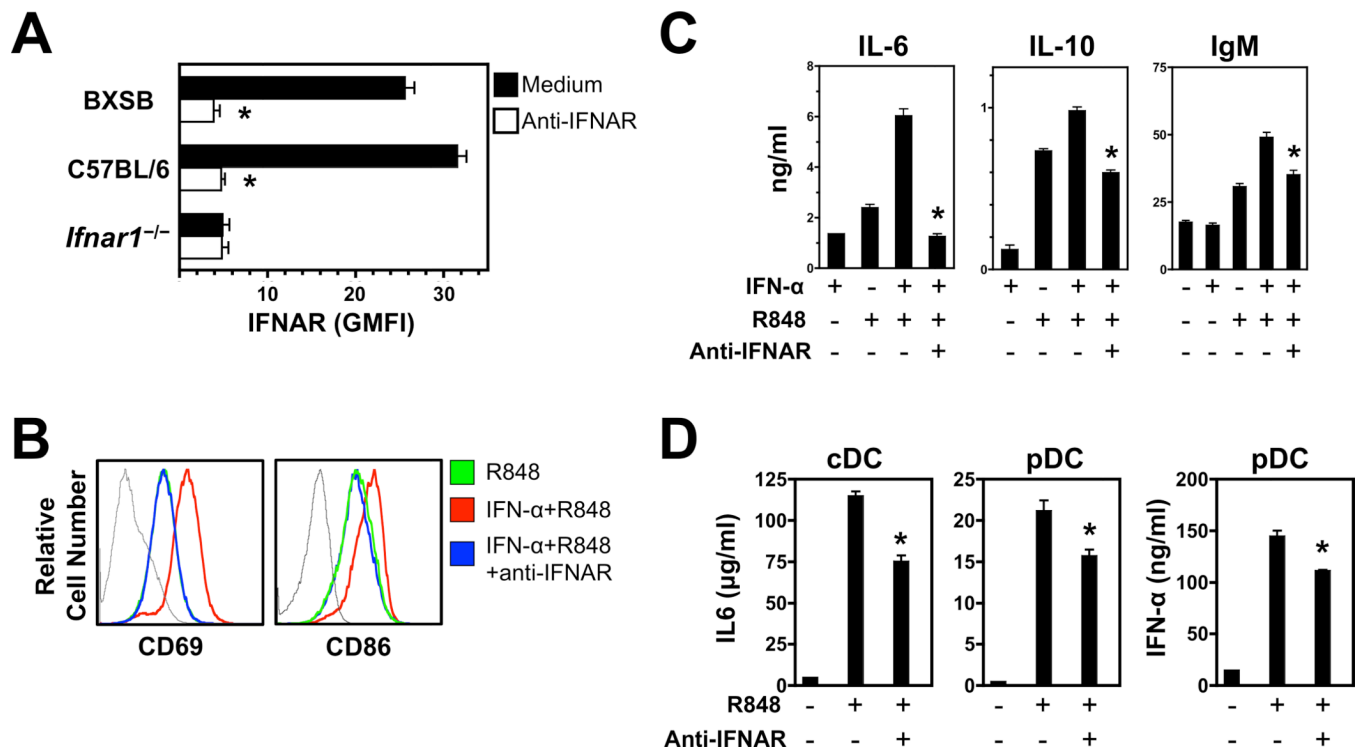 A
BXSB
C57BL/6
Ifnar1−/−
10 20 30
IFNAR (GMFI)
Medium
Anti-IFNAR
*
*
B
Relative
Cell Number
CD69
CD86
R848
IFN-α+R848
IFN-α+R848
+anti-IFNAR
C
IL-6
IL-10
IgM
ng/ml
8
6
4
2
0
1
0
75
50
25
0
*
*
*
IFN-α + - + + + - + + - + - + +
R848 - + + + - + + + - - + + +
Anti-IFNAR - - - + - - - + - - - - +
D
cDC
pDC
pDC
IL6 (µg/ml)
125
100
75
50
25
0
25
20
15
10
5
0
IFN-α (ng/ml)
200
150
100
50
0
*
*
*
R848 - + + - + + - + +
Anti-IFNAR - - + - - + - - +